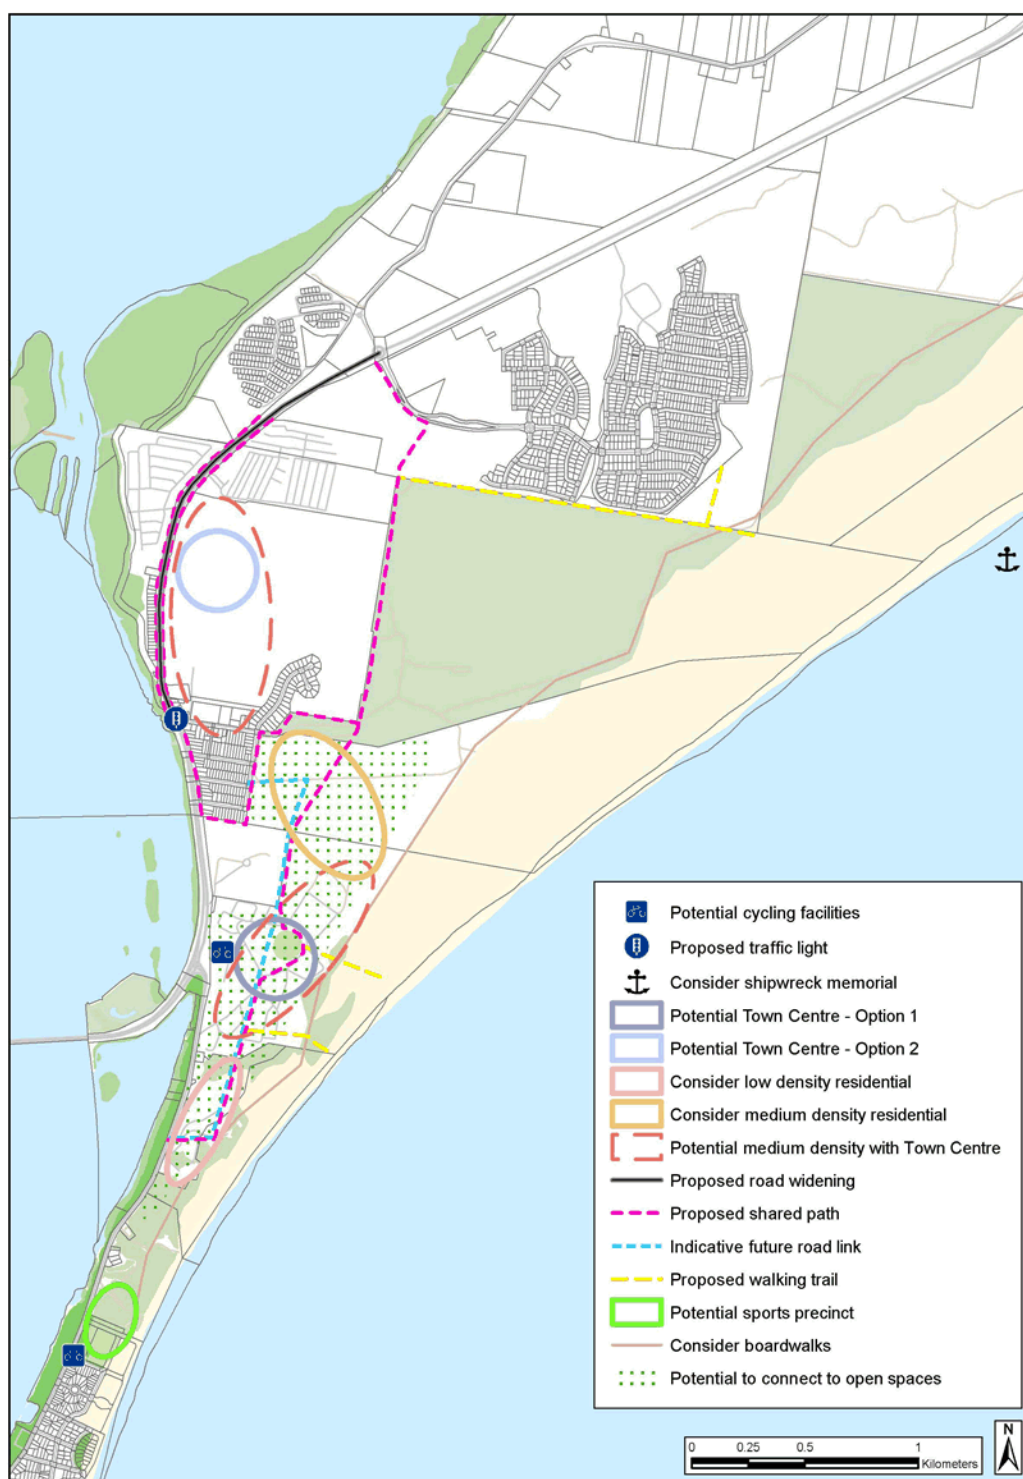 Potential cycling facilities
Proposed traffic light
Consider shipwreck memorial
Potential Town Centre - Option 1
Potential Town Centre - Option 2
Consider low density residential
Consider medium density residential
Potential medium density with Town Centre
Proposed road widening
Proposed shared path
Indicative future road link
Proposed walking trail
Potential sports precinct
Consider boardwalks
Potential to connect to open spaces
0 0.25 0.5 1
Kilometers
N